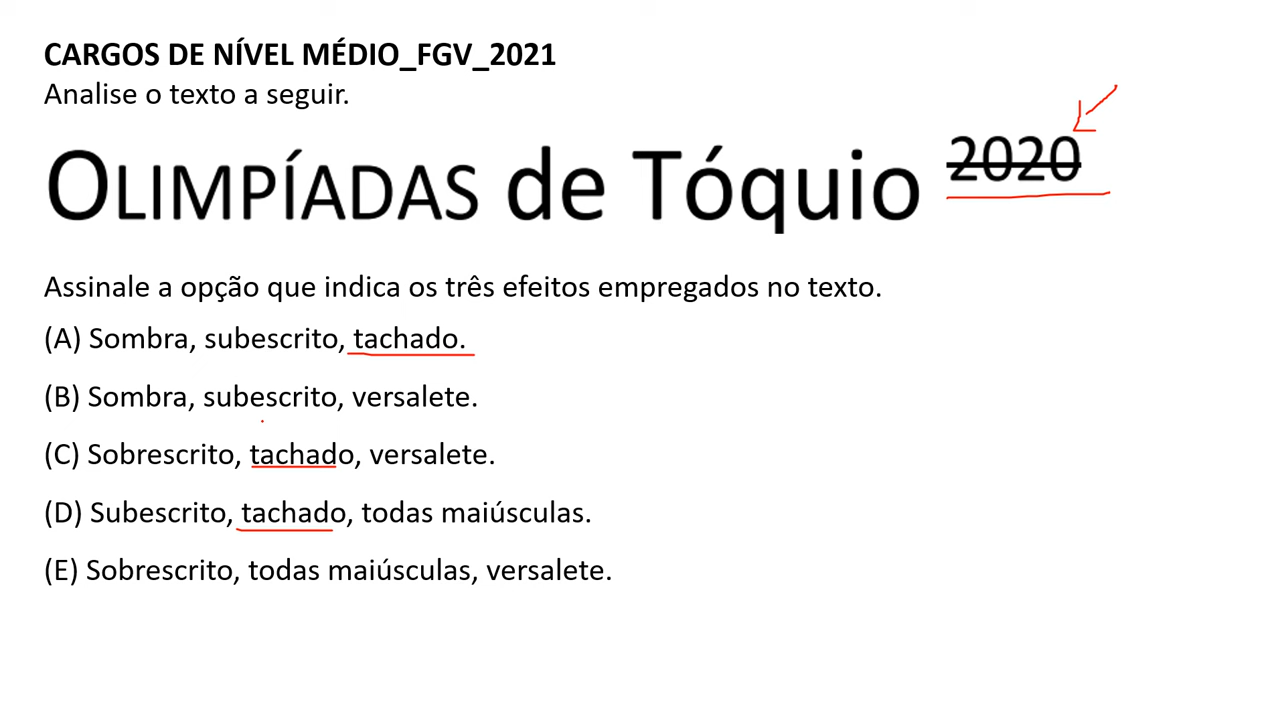 CARGOS DE NÍVEL MÉDIO_FGV_2021
Analise o texto a seguir.
OLIMPÍADAS de Tóquio 2020
Assinale a opção que indica os três efeitos empregados no texto.
(A) Sombra, subescrito, tachado.
(B) Sombra, subescrito, versalete.
(C) Sobrescrito, tachado, versalete.
(D) Subescrito, tachado, todas maiúsculas.
(E) Sobrescrito, todas maiúsculas, versalete.